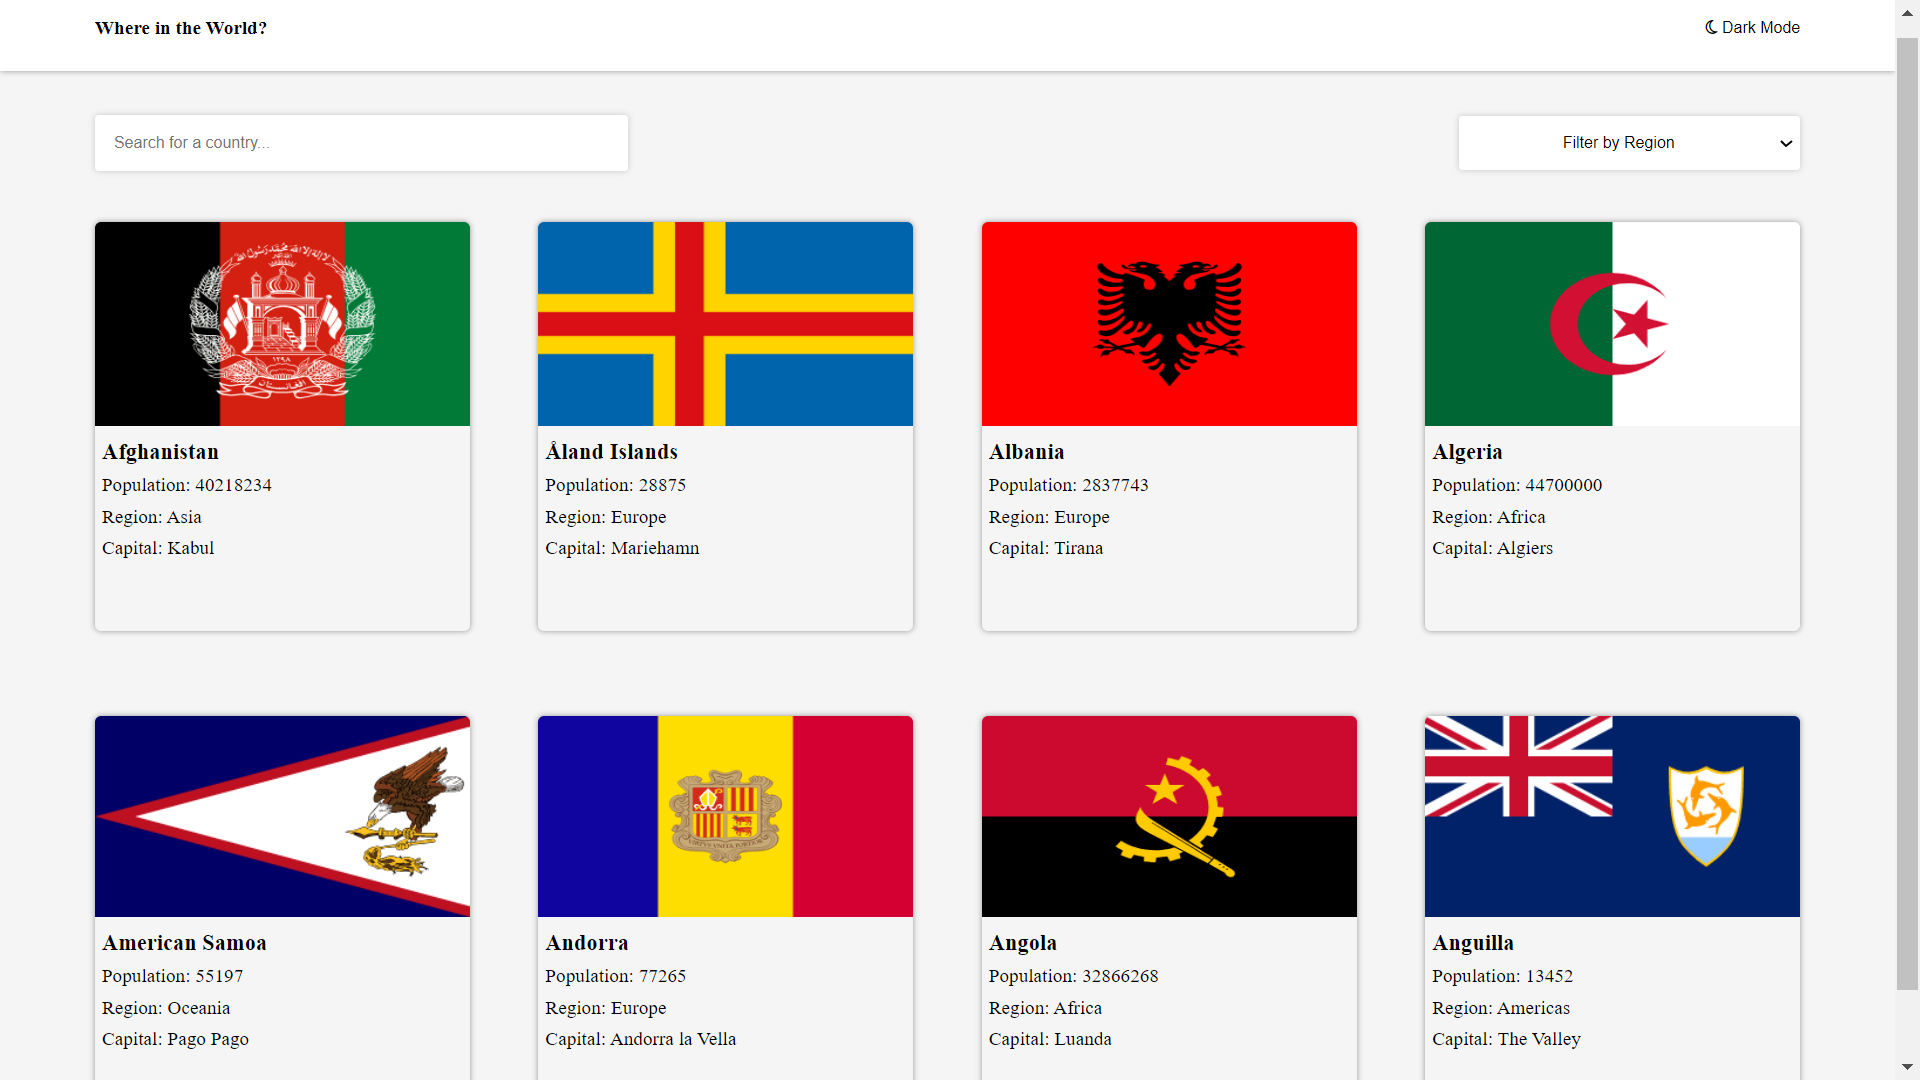 Where in the World?
Dark Mode
Search for a country...
Filter by Region
Afghanistan
Population: 40218234
Region: Asia
Capital: Kabul
Åland Islands
Population: 28875
Region: Europe
Capital: Mariehamn
Albania
Population: 2837743
Region: Europe
Capital: Tirana
Algeria
Population: 44700000
Region: Africa
Capital: Algiers
American Samoa
Population: 55197
Region: Oceania
Capital: Pago Pago
Andorra
Population: 77265
Region: Europe
Capital: Andorra la Vella
Angola
Population: 32866268
Region: Africa
Capital: Luanda
Anguilla
Population: 13452
Region: Americas
Capital: The Valley